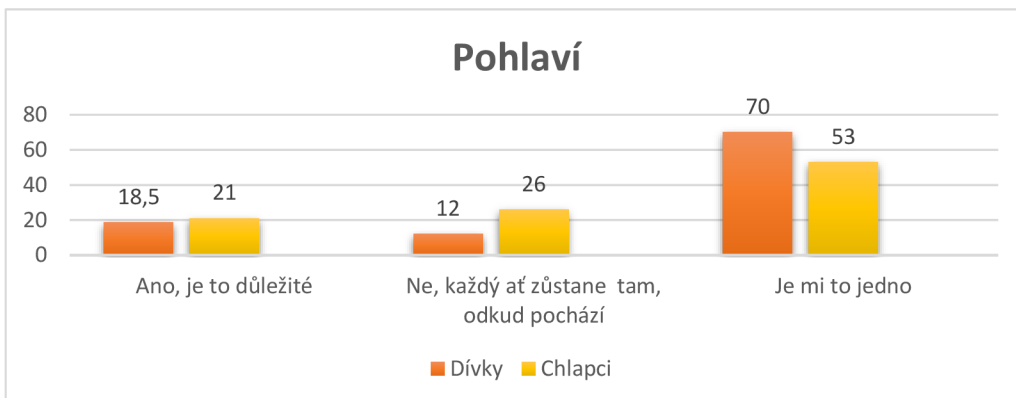 Pohlaví
80
60
40
20
0
18,5
21
12
26
70
53
Ano, je to důležité
Ne, každý ať zůstane tam,
odkud pochází
Je mi to jedno
Dívky
Chlapci